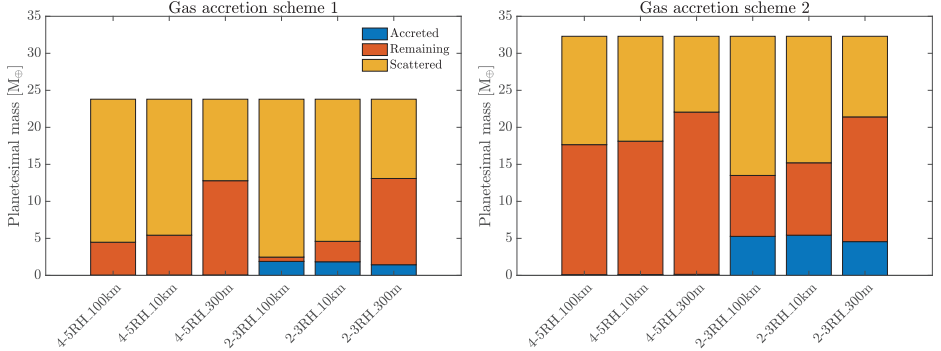 Gas accretion scheme 1
Planetesimal mass [M⊕]
35
30
25
20
15
10
5
0
Accreted
Remaining
Scattered
4-5RH_100km
4-5RH_10km
4-5RH_300m
2-3RH_100km
2-3RH_10km
2-3RH_300m
Gas accretion scheme 2
Planetesimal mass [M⊕]
35
30
25
20
15
10
5
0
4-5RH_100km
4-5RH_10km
4-5RH_300m
2-3RH_100km
2-3RH_10km
2-3RH_300m